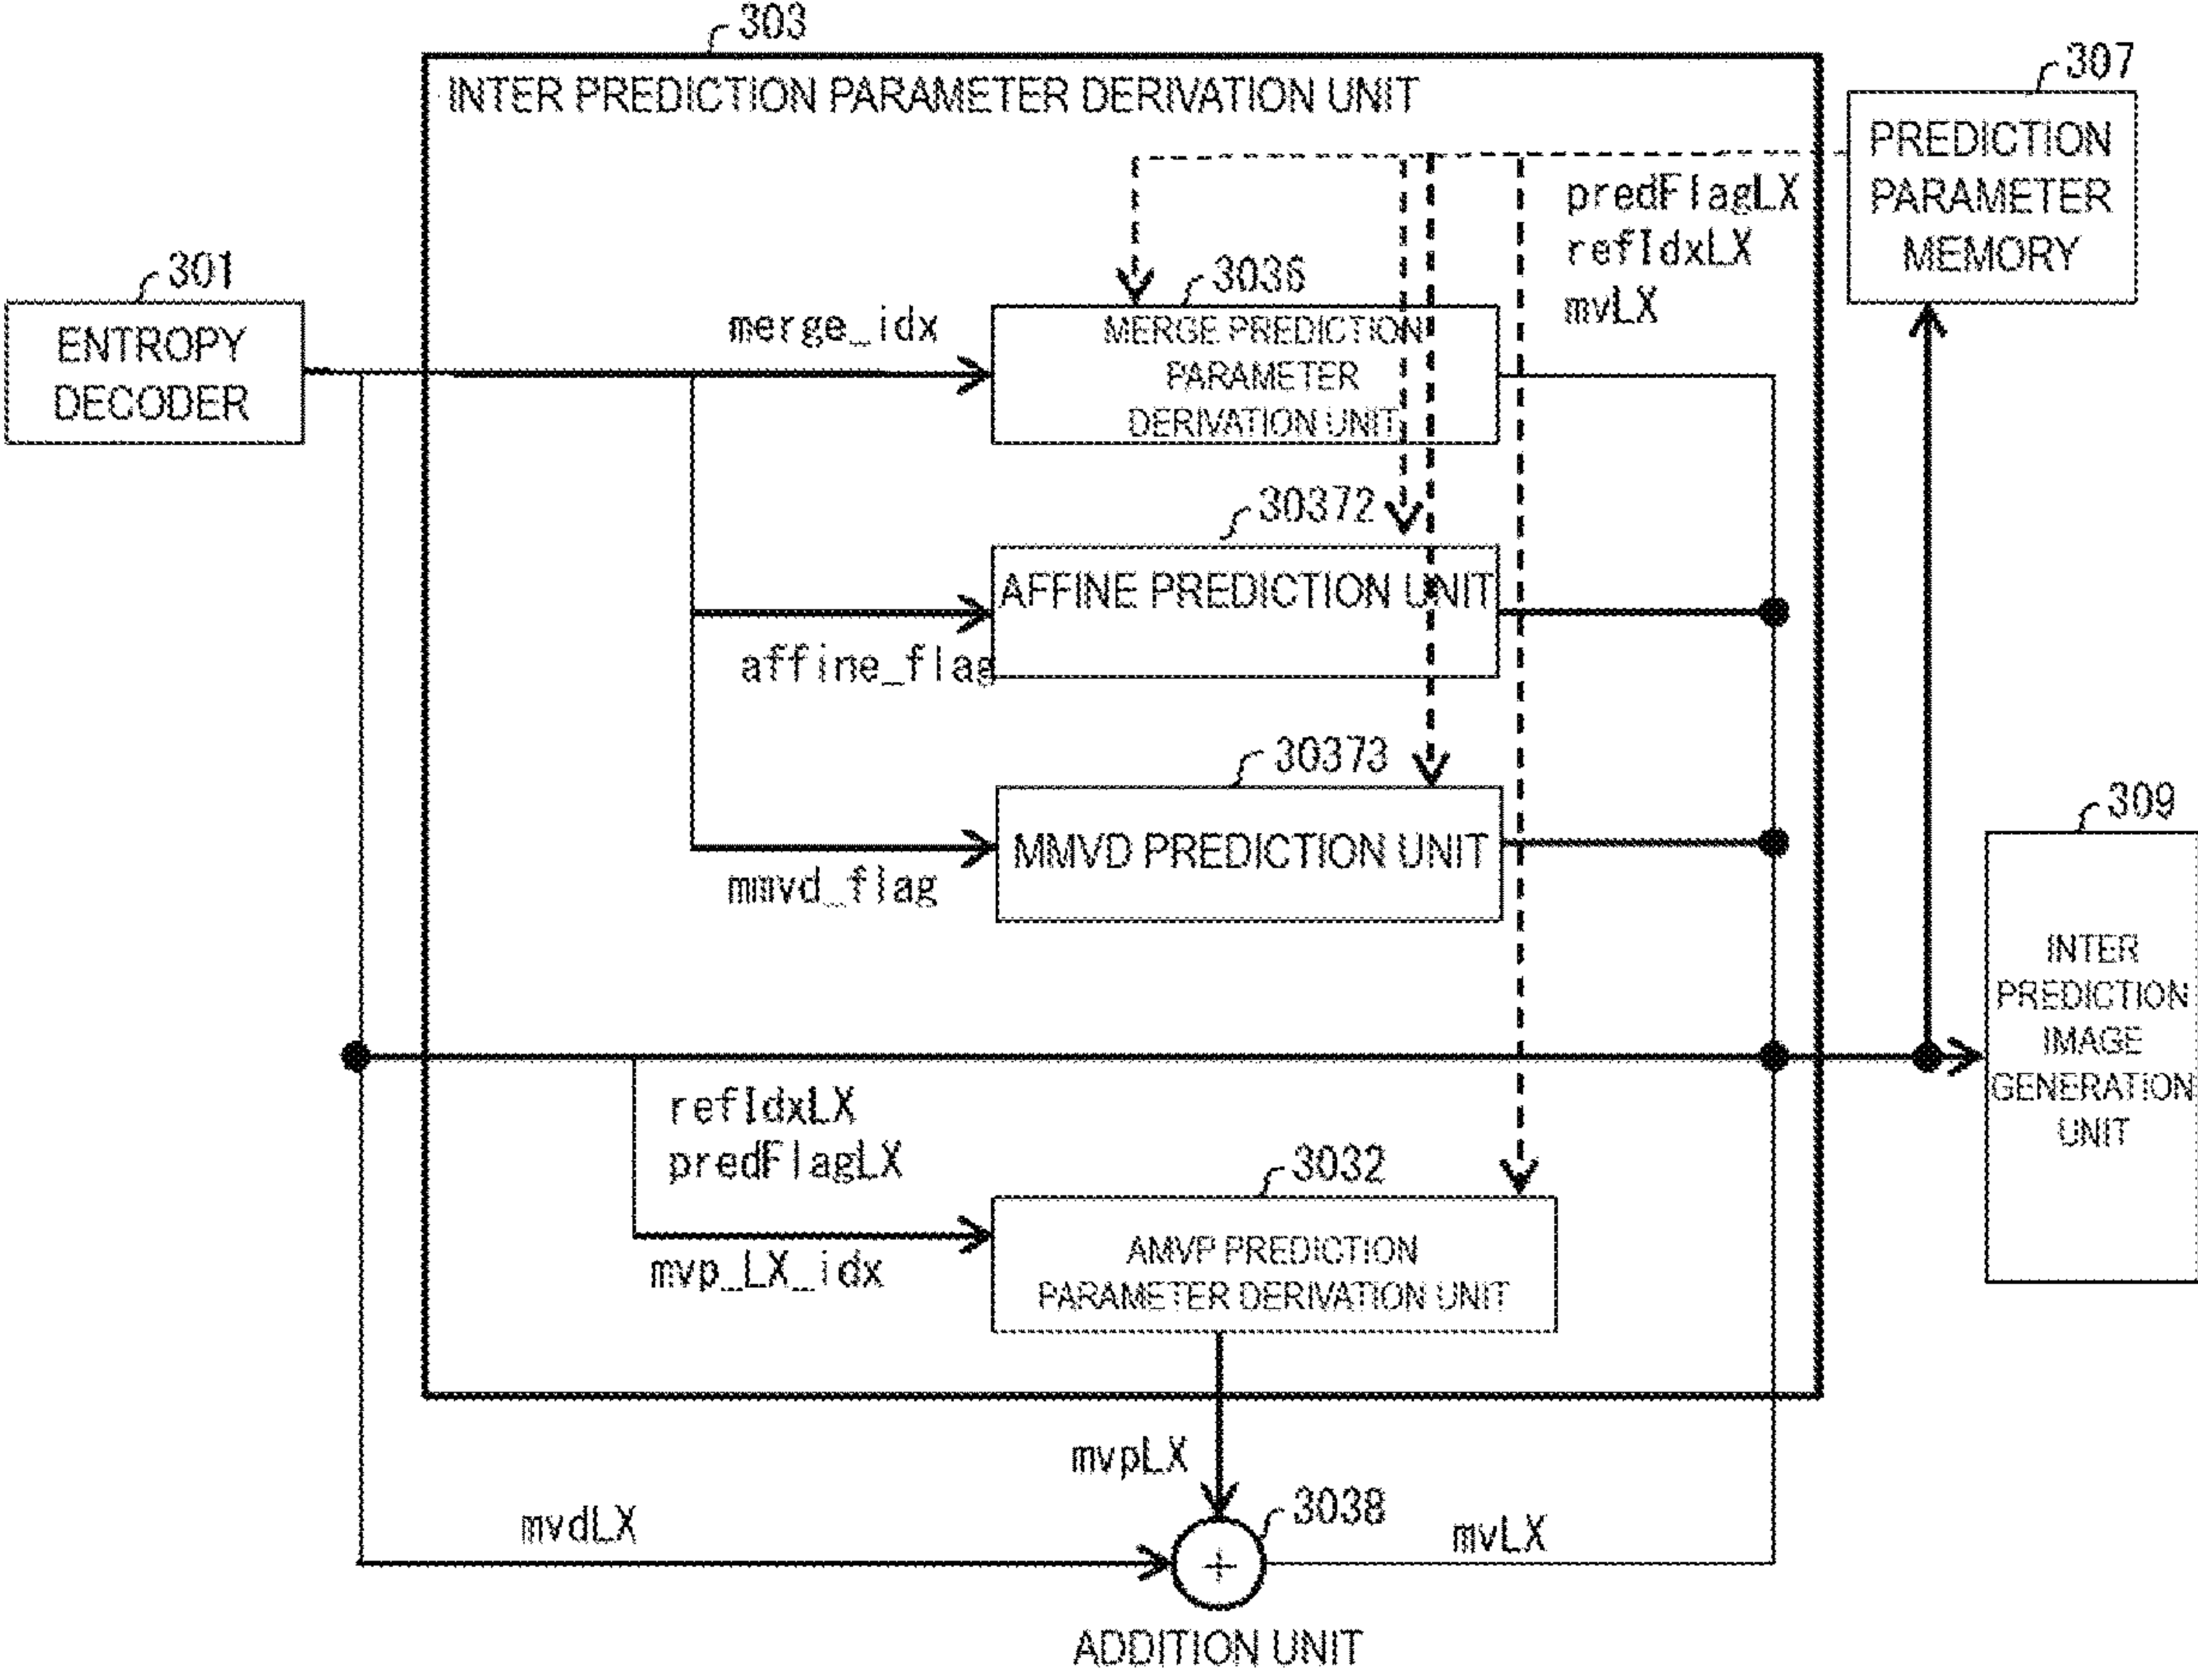 303
INTER PREDICTION PARAMETER DERIVATION UNIT
307
PREDICTION
PARAMETER
MEMORY
predFlagLX
refIdxLX
mvLX
301
ENTROPY
DECODER
merge_idx
3036
MERGE PREDICTION
PARAMETER
DERIVATION UNIT
30372
AFFINE PREDICTION UNIT
affine_flag
30373
MMVD PREDICTION UNIT
mmvd_flag
309
INTER
PREDICTION
IMAGE
GENERATION
UNIT
refIdxLX
predFlagLX
mvp_LX_idx
3032
AMVP PREDICTION
PARAMETER DERIVATION UNIT
mvpLX
mvdLX
3038
+
mvLX
ADDITION UNIT